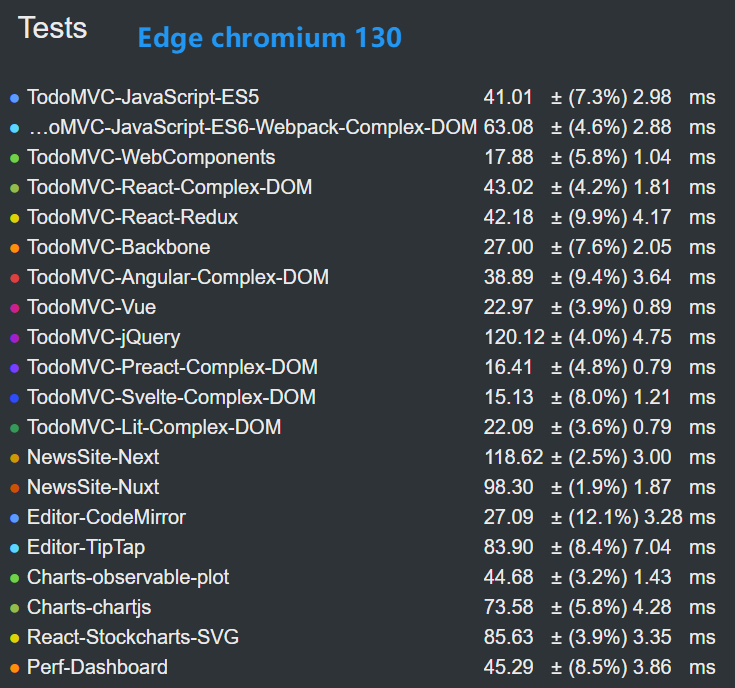 Tests
Edge chromium 130
TodoMVC-JavaScript-ES5 41.01 ± (7.3%) 2.98 ms
...oMVC-JavaScript-ES6-Webpack-Complex-DOM 63.08 ± (4.6%) 2.88 ms
TodoMVC-WebComponents 17.88 ± (5.8%) 1.04 ms
TodoMVC-React-Complex-DOM 43.02 ± (4.2%) 1.81 ms
TodoMVC-React-Redux 42.18 ± (9.9%) 4.17 ms
TodoMVC-Backbone 27.00 ± (7.6%) 2.05 ms
TodoMVC-Angular-Complex-DOM 38.89 ± (9.4%) 3.64 ms
TodoMVC-Vue 22.97 ± (3.9%) 0.89 ms
TodoMVC-jQuery 120.12 ± (4.0%) 4.75 ms
TodoMVC-Preact-Complex-DOM 16.41 ± (4.8%) 0.79 ms
TodoMVC-Svelte-Complex-DOM 15.13 ± (8.0%) 1.21 ms
TodoMVC-Lit-Complex-DOM 22.09 ± (3.6%) 0.79 ms
NewsSite-Next 118.62 ± (2.5%) 3.00 ms
NewsSite-Nuxt 98.30 ± (1.9%) 1.87 ms
Editor-CodeMirror 27.09 ± (12.1%) 3.28 ms
Editor-TipTap 83.90 ± (8.4%) 7.04 ms
Charts-observable-plot 44.68 ± (3.2%) 1.43 ms
Charts-chartjs 73.58 ± (5.8%) 4.28 ms
React-Stockcharts-SVG 85.63 ± (3.9%) 3.35 ms
Perf-Dashboard 45.29 ± (8.5%) 3.86 ms